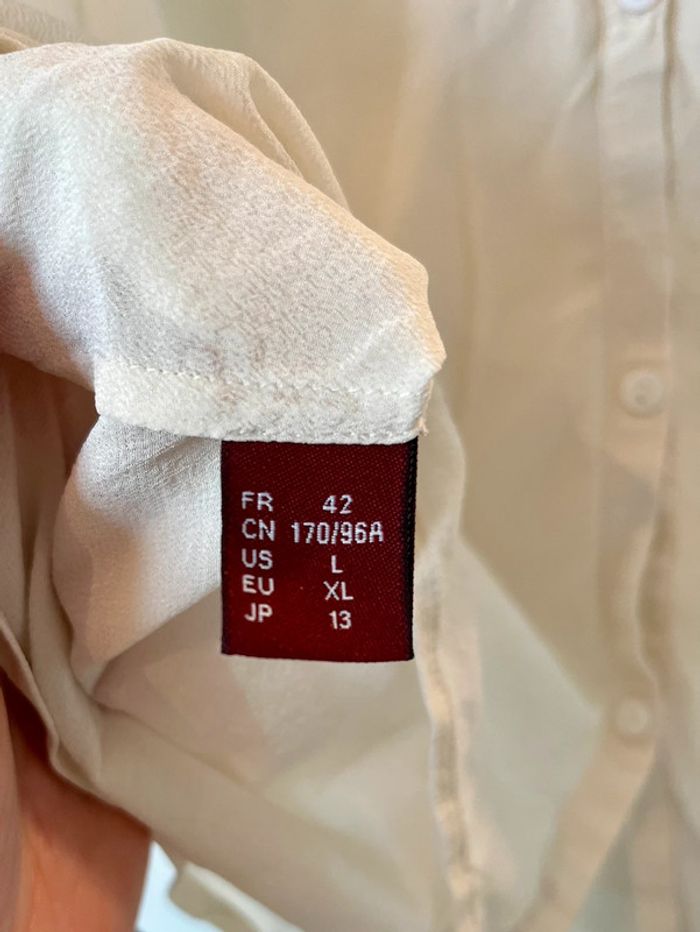 FR 42
CN 170/96A
US L
EU XL
JP 13